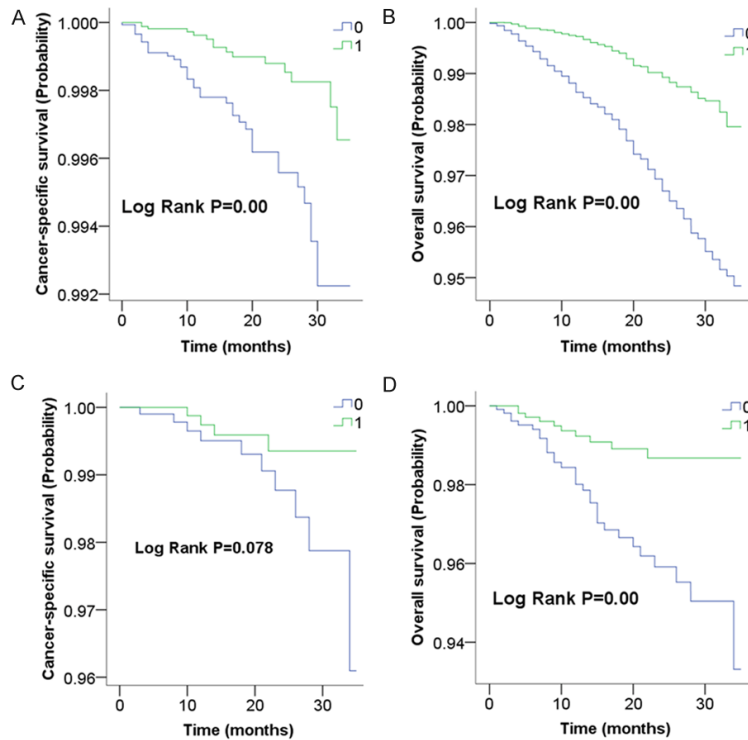 A
Cancer-specific survival (Probability)
1.000
0.998
0.996
0.994
0.992
0
1
Log Rank P=0.00
0 10 20 30
Time (months)
B
Overall survival (Probability)
1.00
0.99
0.98
0.97
0.96
0.95
0
1
Log Rank P=0.00
0 10 20 30
Time (months)
C
Cancer-specific survival (Probability)
1.00
0.99
0.98
0.97
0.96
0
1
Log Rank P=0.078
0 10 20 30
Time (months)
D
Overall survival (Probability)
1.00
0.98
0.96
0.94
0
1
Log Rank P=0.00
0 10 20 30
Time (months)